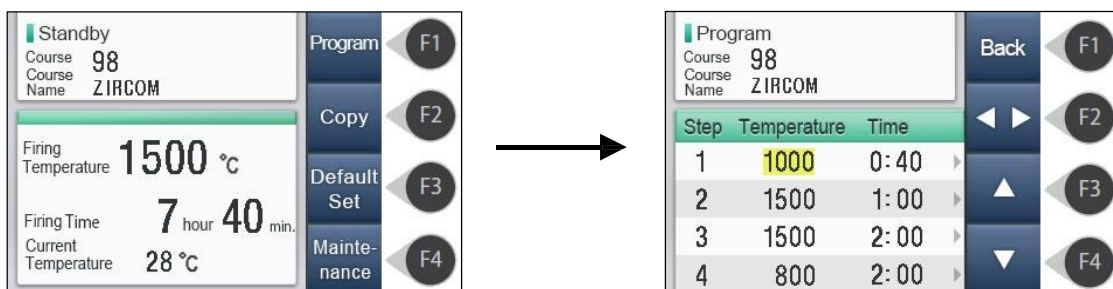 Standby
Course 98
Course
Name ZIRCOM
Firing
Temperature 1500 °C
Firing Time 7 hour 40 min.
Current
Temperature 28 °C
Program F1
Copy F2
Default
Set F3
Mainte-
nance F4
Program
Course 98
Course
Name ZIRCOM
Step Temperature Time
1 1000 0:40
2 1500 1:00
3 1500 2:00
4 800 2:00
Back F1
F2
F3
F4